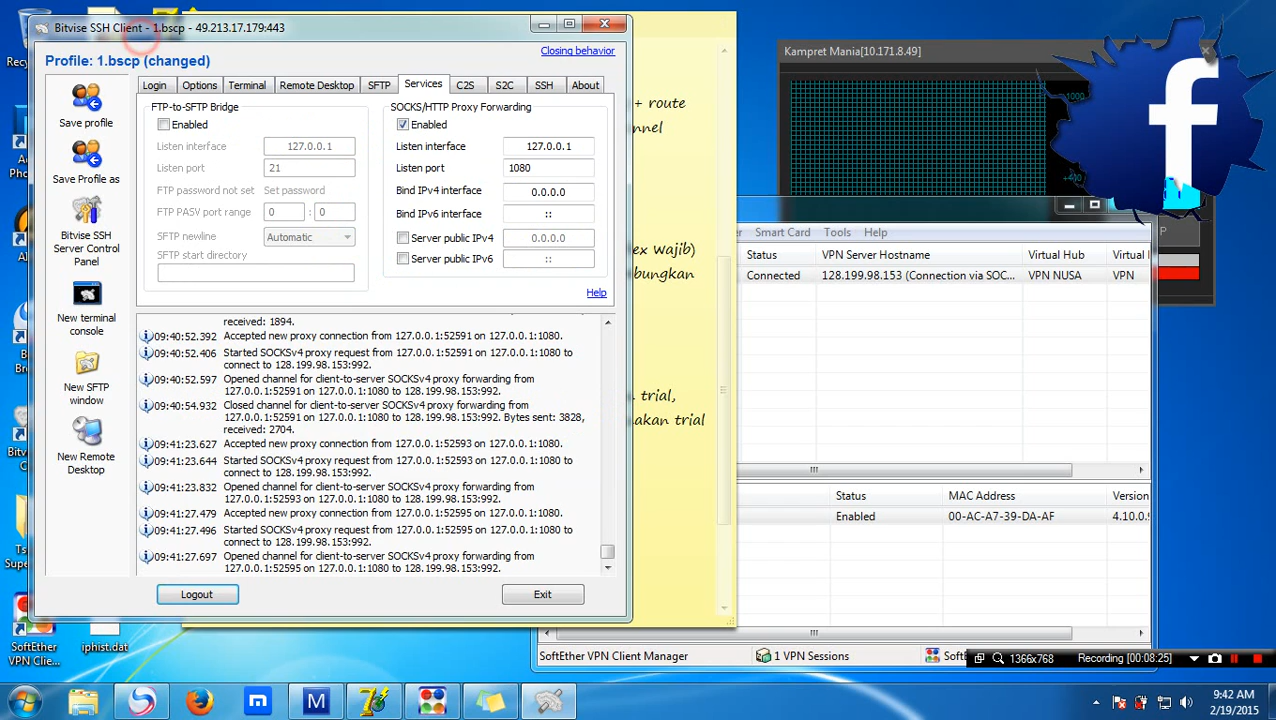 Bitvise SSH Client - 1.bscp - 49.213.17.179:443
Profile: 1.bscp (changed)
Closing behavior
Save profile
Save Profile as
Bitvise SSH
Server Control
Panel
New terminal
console
New SFTP
window
New Remote
Desktop
Login
Options
Terminal
Remote Desktop
SFTP
Services
C2S
S2C
SSH
About
FTP-to-SFTP Bridge
Enabled
Listen interface
127.0.0.1
Listen port
21
FTP password not set
Set password
FTP PASV port range
0
:
0
SFTP newline
Automatic
SFTP start directory
SOCKS/HTTP Proxy Forwarding
Enabled
Listen interface
127.0.0.1
Listen port
1080
Bind IPv4 interface
0.0.0.0
Bind IPv6 interface
::
Server public IPv4
0.0.0.0
Server public IPv6
::
Help
received: 1894.
09:40:52.392 Accepted new proxy connection from 127.0.0.1:52591 on 127.0.0.1:1080.
09:40:52.406 Started SOCKSv4 proxy request from 127.0.0.1:52591 on 127.0.0.1:1080 to
connect to 128.199.98.153:992.
09:40:52.597 Opened channel for client-to-server SOCKSv4 proxy forwarding from
127.0.0.1:52591 on 127.0.0.1:1080 to 128.199.98.153:992.
09:40:54.932 Closed channel for client-to-server SOCKSv4 proxy forwarding from
127.0.0.1:52591 on 127.0.0.1:1080 to 128.199.98.153:992. Bytes sent: 3828,
received: 2704.
09:41:23.627 Accepted new proxy connection from 127.0.0.1:52593 on 127.0.0.1:1080.
09:41:23.644 Started SOCKSv4 proxy request from 127.0.0.1:52593 on 127.0.0.1:1080 to
connect to 128.199.98.153:992.
09:41:23.832 Opened channel for client-to-server SOCKSv4 proxy forwarding from
127.0.0.1:52593 on 127.0.0.1:1080 to 128.199.98.153:992.
09:41:27.479 Accepted new proxy connection from 127.0.0.1:52595 on 127.0.0.1:1080.
09:41:27.496 Started SOCKSv4 proxy request from 127.0.0.1:52595 on 127.0.0.1:1080 to
connect to 128.199.98.153:992.
09:41:27.697 Opened channel for client-to-server SOCKSv4 proxy forwarding from
127.0.0.1:52595 on 127.0.0.1:1080 to 128.199.98.153:992.
Logout
Exit
+ route
trial,
akan trial
Kampret Mania[10.171.8.49]
Smart Card Tools Help
Status VPN Server Hostname Virtual Hub
Connected 128.199.98.153 (Connection via SOC... VPN NUSA VPN
Status MAC Address Version
Enabled 00-AC-A7-39-DA-AF
SoftEther VPN Client Manager
1 VPN Sessions
1366x768
Recording [00:08:25]
SoftEther
VPN Clie...
iphist.dat
9:42 AM
2/19/2015